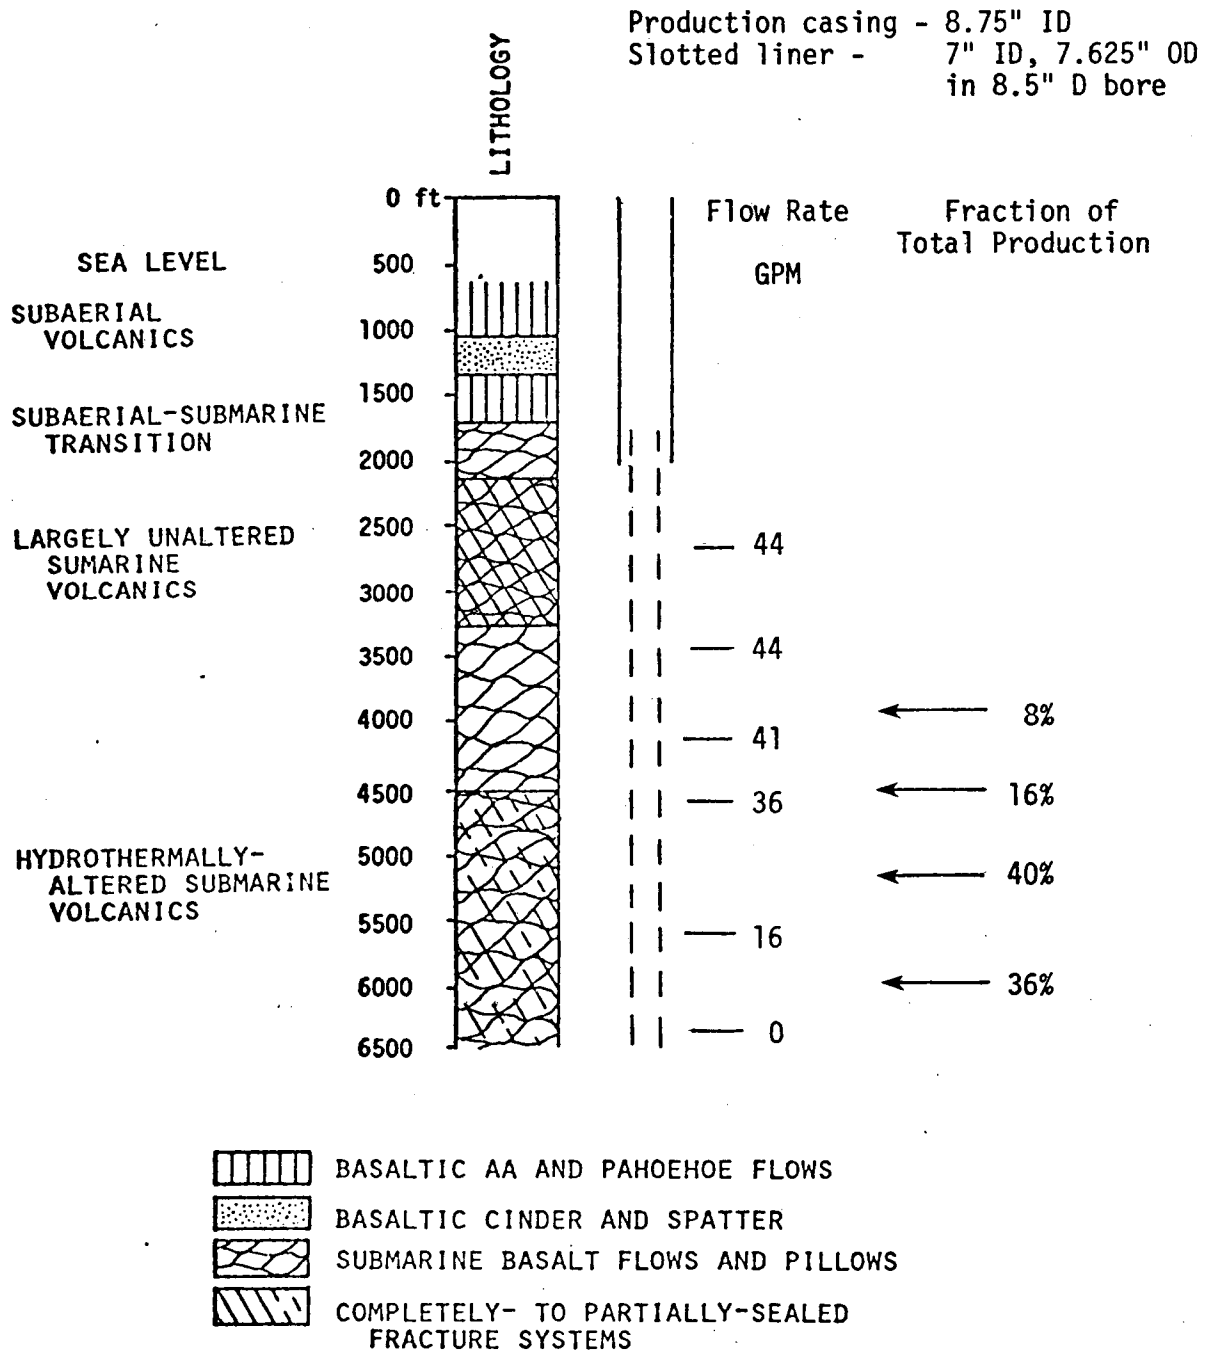 Production casing - 8.75" ID
Slotted liner - 7" ID, 7.625" OD
in 8.5" D bore
LITHOLOGY
0 ft
Flow Rate
Fraction of
Total Production
GPM
SEA LEVEL
500
SUBAERIAL
VOLCANICS
1000
1500
SUBAERIAL-SUBMARINE
TRANSITION
2000
LARGELY UNALTERED
SUMARINE
VOLCANICS
2500
44
3000
3500
44
4000
8%
41
4500
16%
36
HYDROTHERMALLY-
ALTERED SUBMARINE
VOLCANICS
5000
40%
5500
16
6000
36%
0
6500
BASALTIC AA AND PAHOEHOE FLOWS
BASALTIC CINDER AND SPATTER
SUBMARINE BASALT FLOWS AND PILLOWS
COMPLETELY- TO PARTIALLY-SEALED
FRACTURE SYSTEMS